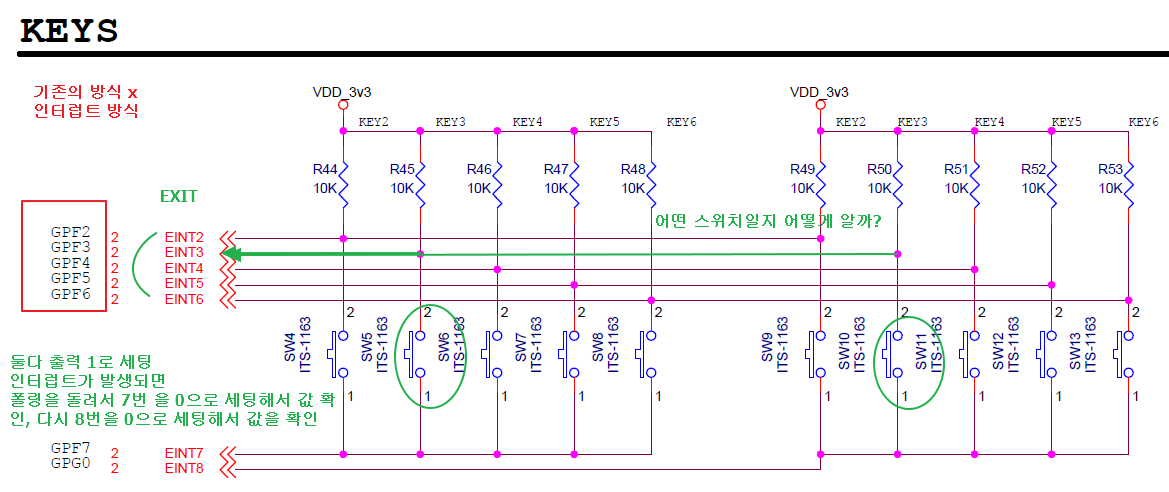 KEYS
기존의 방식 x
인터럽트 방식
VDD_3v3
VDD_3v3
KEY2 KEY3 KEY4 KEY5 KEY6
KEY2 KEY3 KEY4 KEY5 KEY6
R44 R45 R46 R47 R48
10K 10K 10K 10K 10K
R49 R50 R51 R52 R53
10K 10K 10K 10K 10K
EXIT
어떤 스위치일지 어떻게 알까?
GPF2 2 EINT2
GPF3 2 EINT3
GPF4 2 EINT4
GPF5 2 EINT5
GPF6 2 EINT6
2 2 2 2 2
SW4 SW5 SW6 SW7 SW8
ITS-1163 ITS-1163 ITS-1163 ITS-1163 ITS-1163
1 1 1 1 1
2 2 2 2 2
SW9 SW10 SW11 SW12 SW13
ITS-1163 ITS-1163 ITS-1163 ITS-1163 ITS-1163
1 1 1 1 1
둘다 출력 1로 세팅
인터럽트가 발생되면
폴링을 돌려서 7번 을 0으로 세팅해서 값 확
인, 다시 8번을 0으로 세팅해서 값을 확인
GPF7 2 EINT7
GPG0 2 EINT8